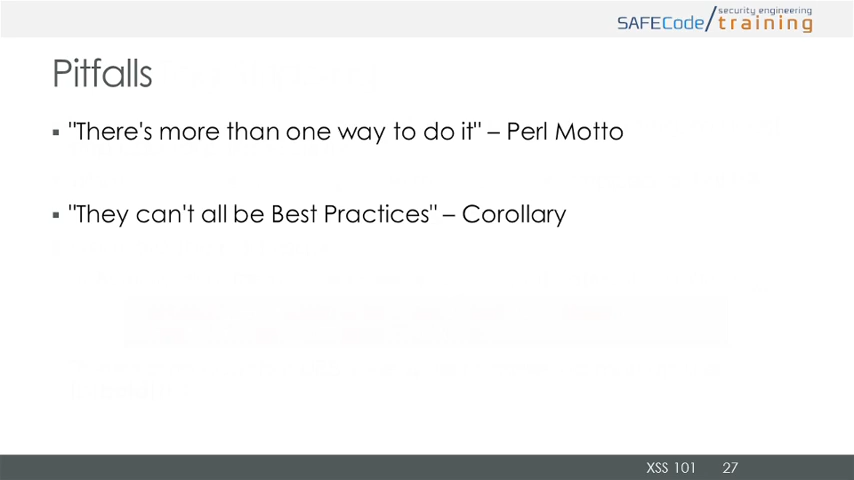 security engineering
SAFECode/training
Pitfalls
▪ "There's more than one way to do it" – Perl Motto
▪ "They can't all be Best Practices" – Corollary
XSS 101 27